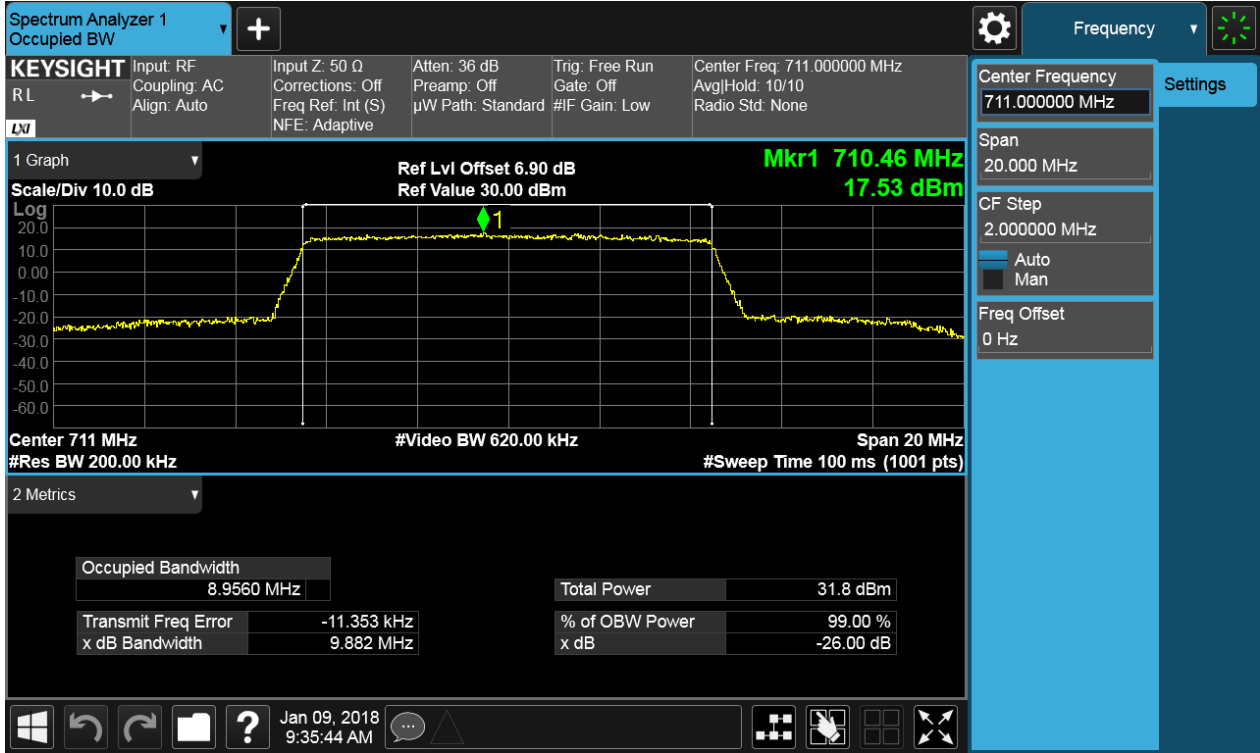 Spectrum Analyzer 1
Occupied BW
+
Frequency
KEYSIGHT
RL
LXI
Input: RF
Coupling: AC
Align: Auto
Input Z: 50 Ω
Corrections: Off
Freq Ref: Int (S)
NFE: Adaptive
Atten: 36 dB
Preamp: Off
µW Path: Standard
Trig: Free Run
Gate: Off
#IF Gain: Low
Center Freq: 711.000000 MHz
Avg|Hold: 10/10
Radio Std: None
Center Frequency
711.000000 MHz
Settings
Span
20.000 MHz
CF Step
2.000000 MHz
Auto
Man
Freq Offset
0 Hz
1 Graph
Scale/Div 10.0 dB
Ref Lvl Offset 6.90 dB
Ref Value 30.00 dBm
Mkr1 710.46 MHz
17.53 dBm
Log
1
20.0
10.0
0.00
-10.0
-20.0
-30.0
-40.0
-50.0
-60.0
Center 711 MHz
#Video BW 620.00 kHz
Span 20 MHz
#Res BW 200.00 kHz
#Sweep Time 100 ms (1001 pts)
2 Metrics
Occupied Bandwidth
8.9560 MHz
Total Power 31.8 dBm
Transmit Freq Error -11.353 kHz
% of OBW Power 99.00 %
x dB Bandwidth 9.882 MHz
x dB -26.00 dB
?
Jan 09, 2018
9:35:44 AM